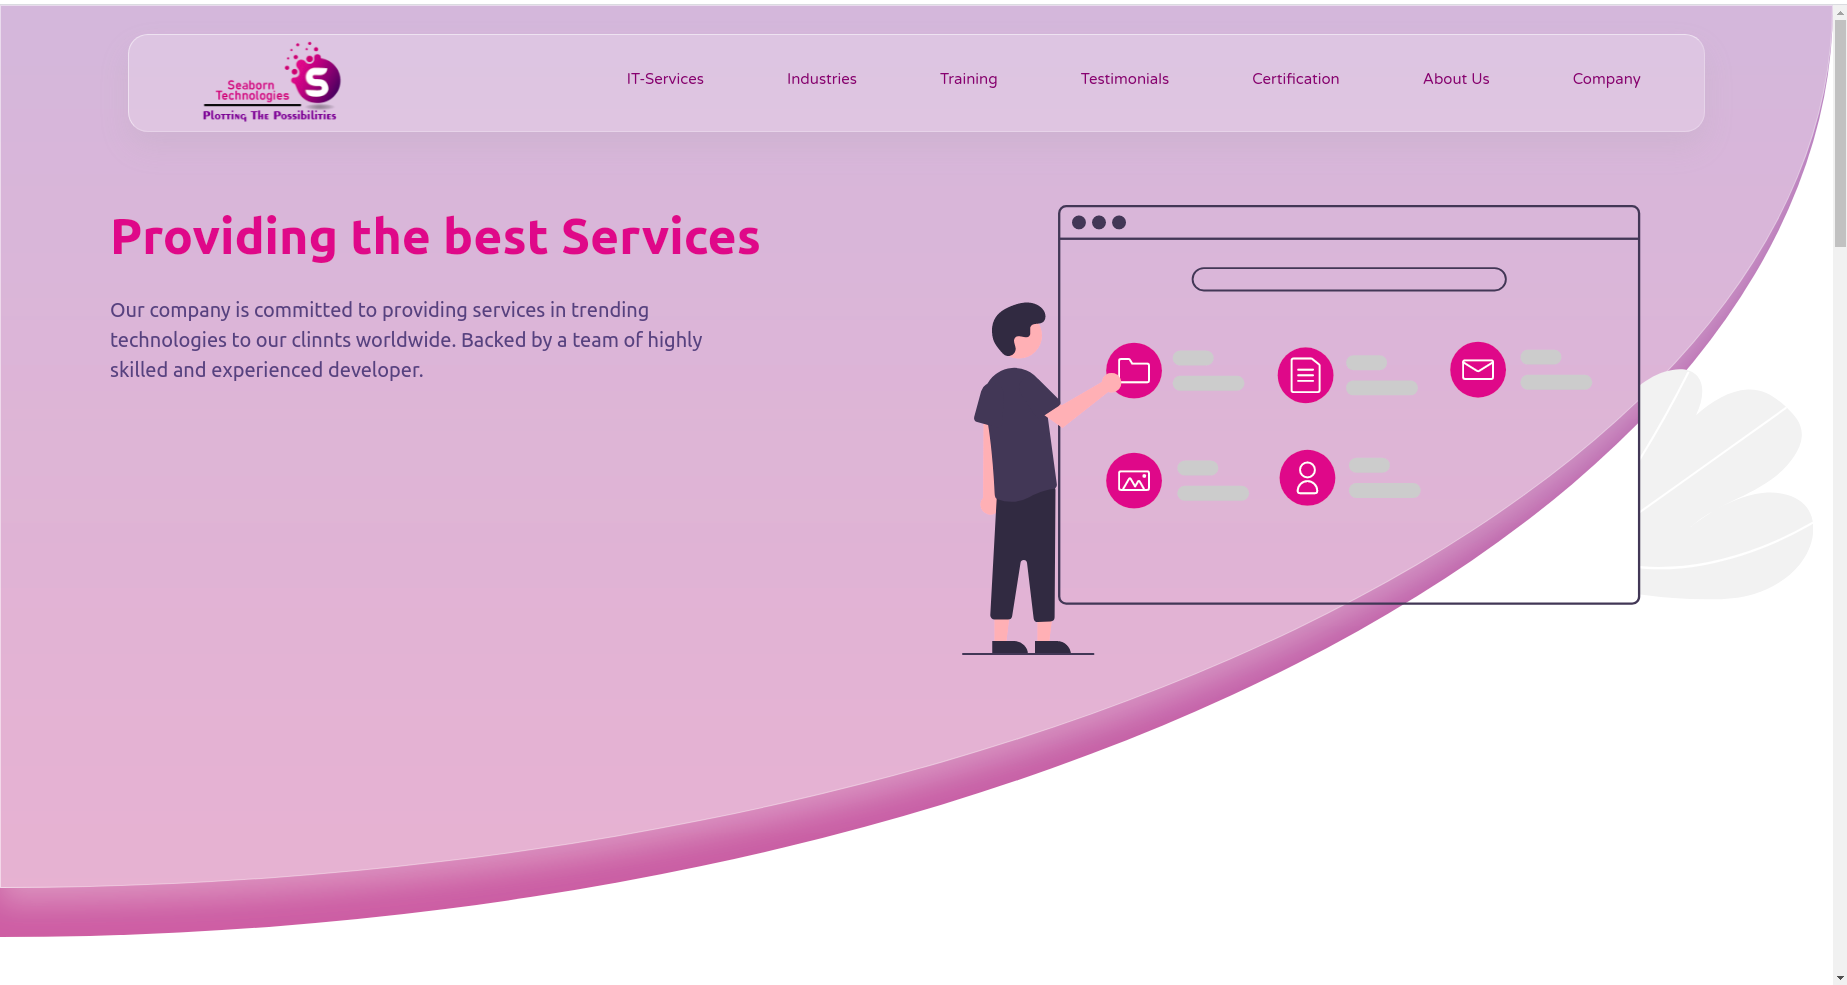 Seaborn
Technologies
Plotting The Possibilities
IT-Services
Industries
Training
Testimonials
Certification
About Us
Company
Providing the best Services
Our company is committed to providing services in trending
technologies to our clinnts worldwide. Backed by a team of highly
skilled and experienced developer.